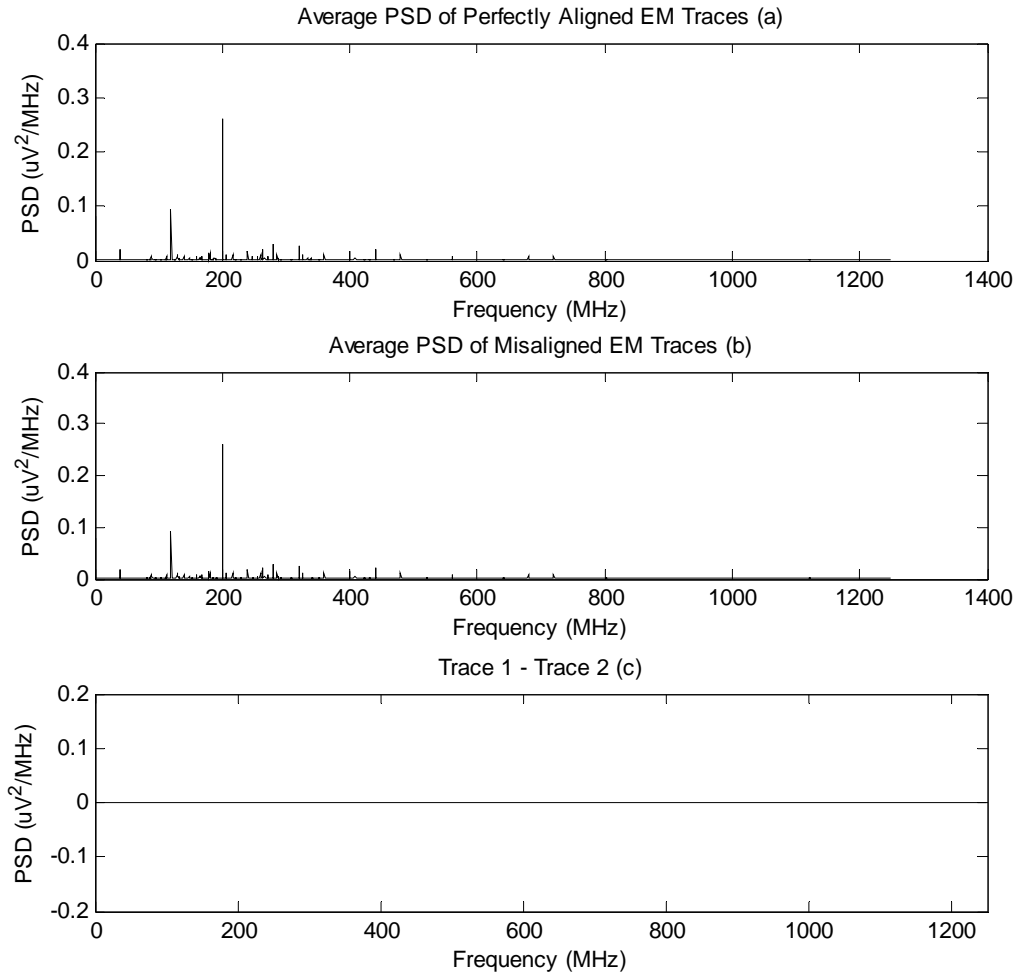 Average PSD of Perfectly Aligned EM Traces (a)
0.4
0.3
0.2
0.1
0
PSD (uV²/MHz)
0 200 400 600 800 1000 1200 1400
Frequency (MHz)
Average PSD of Misaligned EM Traces (b)
0.4
0.3
0.2
0.1
0
PSD (uV²/MHz)
0 200 400 600 800 1000 1200 1400
Frequency (MHz)
Trace 1 - Trace 2 (c)
0.2
0.1
0
-0.1
-0.2
PSD (uV²/MHz)
0 200 400 600 800 1000 1200
Frequency (MHz)